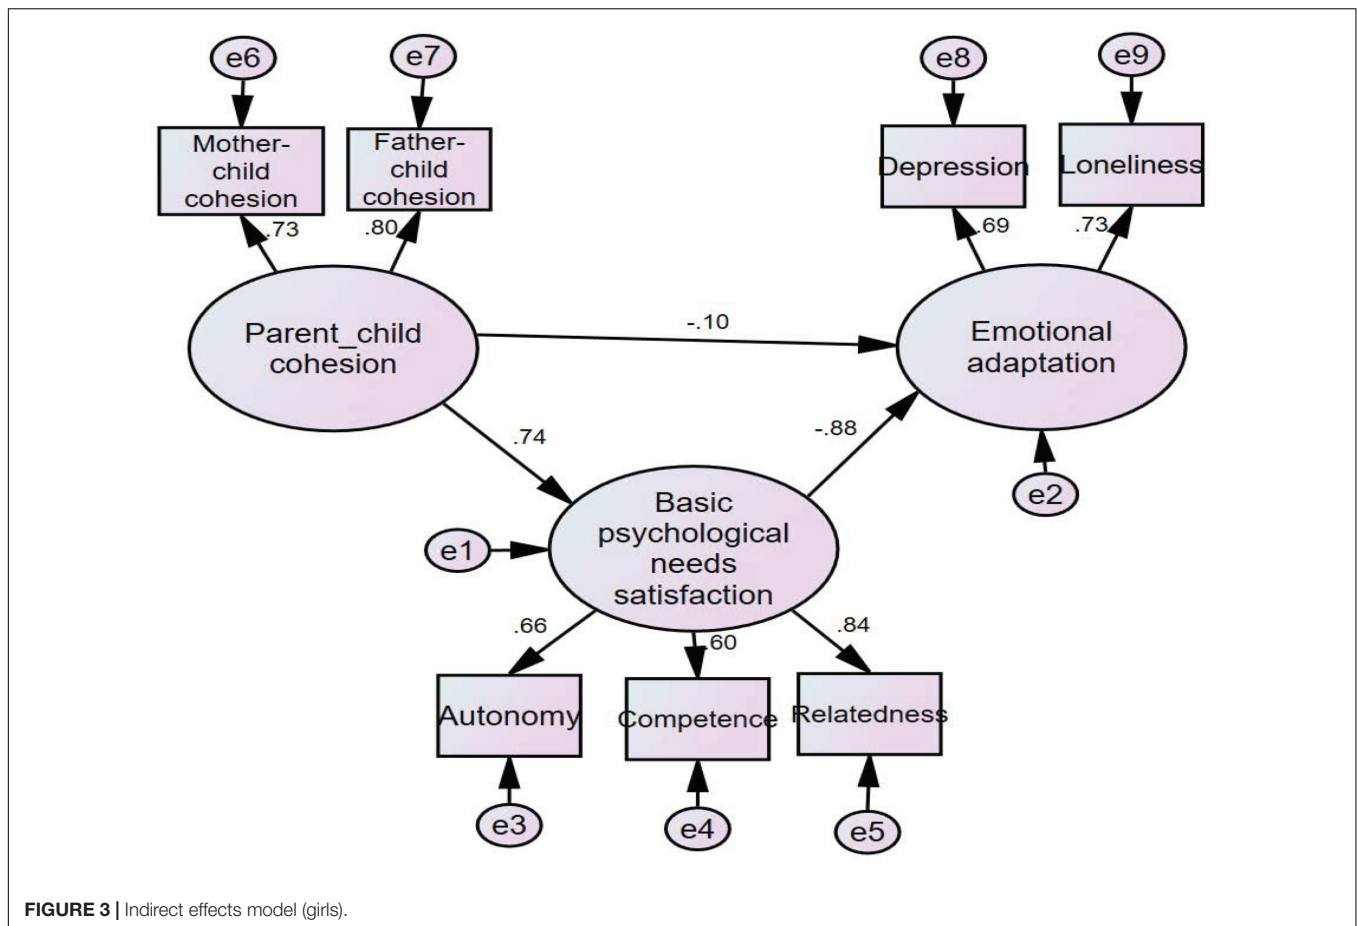 e6
e7
e8
e9
Mother-
child
cohesion
Father-
child
cohesion
Depression
Loneliness
.73
.80
.69
.73
Parent_child
cohesion
-.10
Emotional
adaptation
.74
-.88
e2
e1
Basic
psychological
needs
satisfaction
.66
.60
.84
Autonomy
Competence
Relatedness
e3
e4
e5
FIGURE 3 | Indirect effects model (girls).